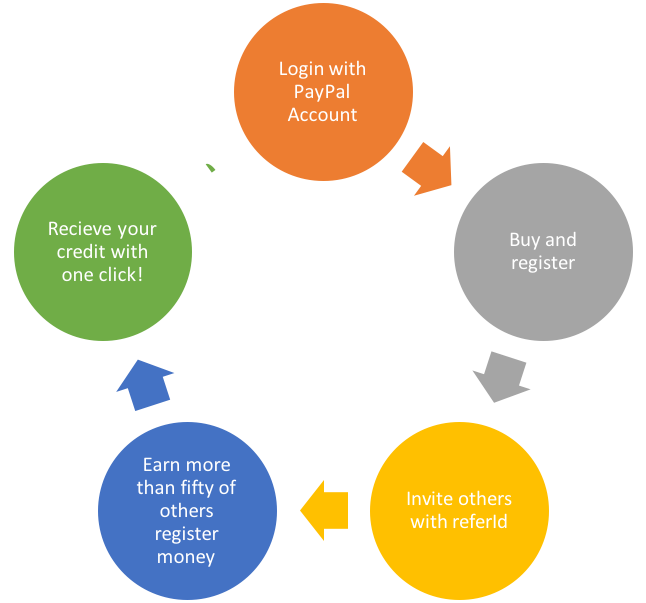 Login with
PayPal
Account
Buy and
register
Invite others
with referId
Earn more
than fifty of
others
register
money
Recieve your
credit with
one click!